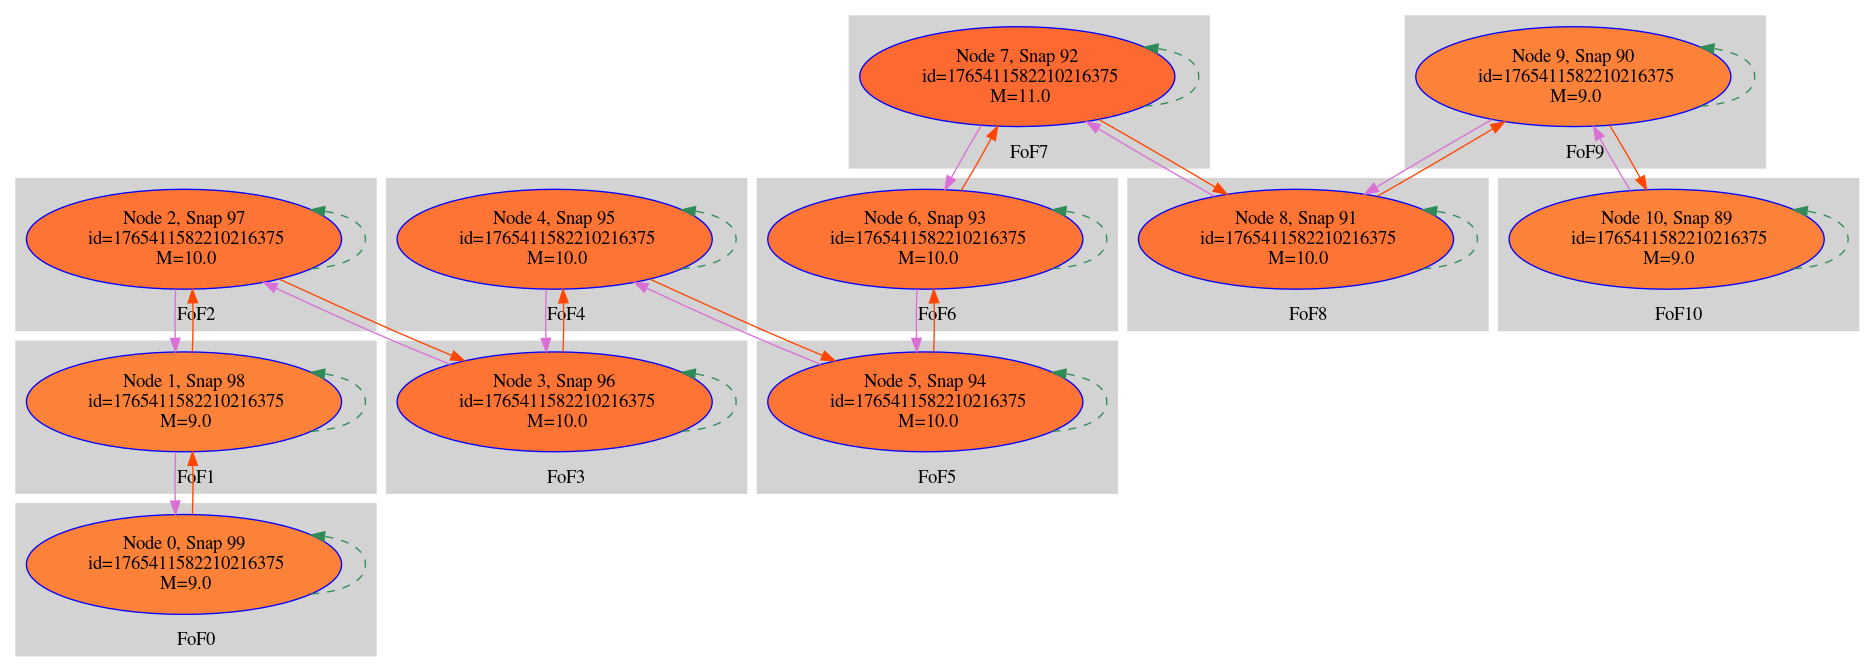 Node 7, Snap 92
id=1765411582210216375
M=11.0
FoF7
Node 9, Snap 90
id=1765411582210216375
M=9.0
FoF9
Node 2, Snap 97
id=1765411582210216375
M=10.0
FoF2
Node 4, Snap 95
id=1765411582210216375
M=10.0
FoF4
Node 6, Snap 93
id=1765411582210216375
M=10.0
FoF6
Node 8, Snap 91
id=1765411582210216375
M=10.0
FoF8
Node 10, Snap 89
id=1765411582210216375
M=9.0
FoF10
Node 1, Snap 98
id=1765411582210216375
M=9.0
FoF1
Node 3, Snap 96
id=1765411582210216375
M=10.0
FoF3
Node 5, Snap 94
id=1765411582210216375
M=10.0
FoF5
Node 0, Snap 99
id=1765411582210216375
M=9.0
FoF0